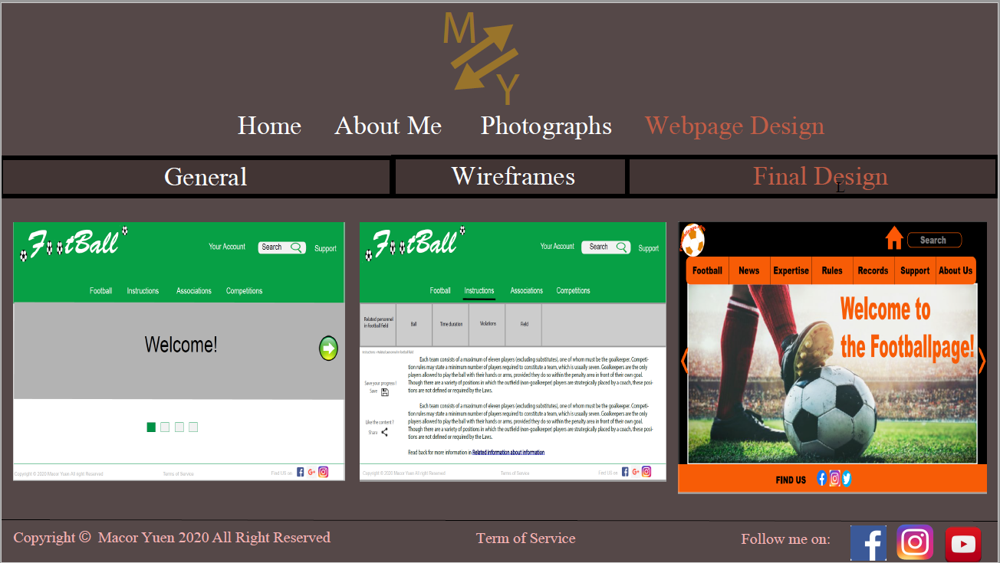 M
Y
Home About Me Photographs Webpage Design
General Wireframes Final Design
L
FootBall
Your Account Search Support
Football Instructions Associations Competitions
Welcome!
Copyright © 2020 Macor Yuen All right Reserved Terms of Service Find US on f G+
FootBall
Your Account Search Support
Football Instructions Associations Competitions
Related personnel
in football field
Ball Time duration Violations Field
Instructions > Related personnel in football field
Each team consists of a maximum of eleven players (excluding substitutes), one of whom must be the goalkeeper. Competi-
tion rules may state a minimum number of players required to constitute a team, which is usually seven. Goalkeepers are the only
players allowed to play the ball with their hands or arms, provided they do so within the penalty area in front of their own goal.
Though there are a variety of positions in which the outfield (non-goalkeeper) players are strategically placed by a coach, these posi-
tions are not defined or required by the Laws.
Save your progress !
Save
Each team consists of a maximum of eleven players (excluding substitutes), one of whom must be the goalkeeper. Competi-
tion rules may state a minimum number of players required to constitute a team, which is usually seven. Goalkeepers are the only
players allowed to play the ball with their hands or arms, provided they do so within the penalty area in front of their own goal.
Though there are a variety of positions in which the outfield (non-goalkeeper) players are strategically placed by a coach, these posi-
tions are not defined or required by the Laws.
Like the content ?
Share
Read back for more information in Related information about information
Copyright © 2020 Macor Yuen All right Reserved Terms of Service Find US on f G+
Search
Football News Expertise Rules Records Support About Us
Welcome to
the Footballpage!
FIND US f
Copyright © Macor Yuen 2020 All Right Reserved Term of Service Follow me on: f